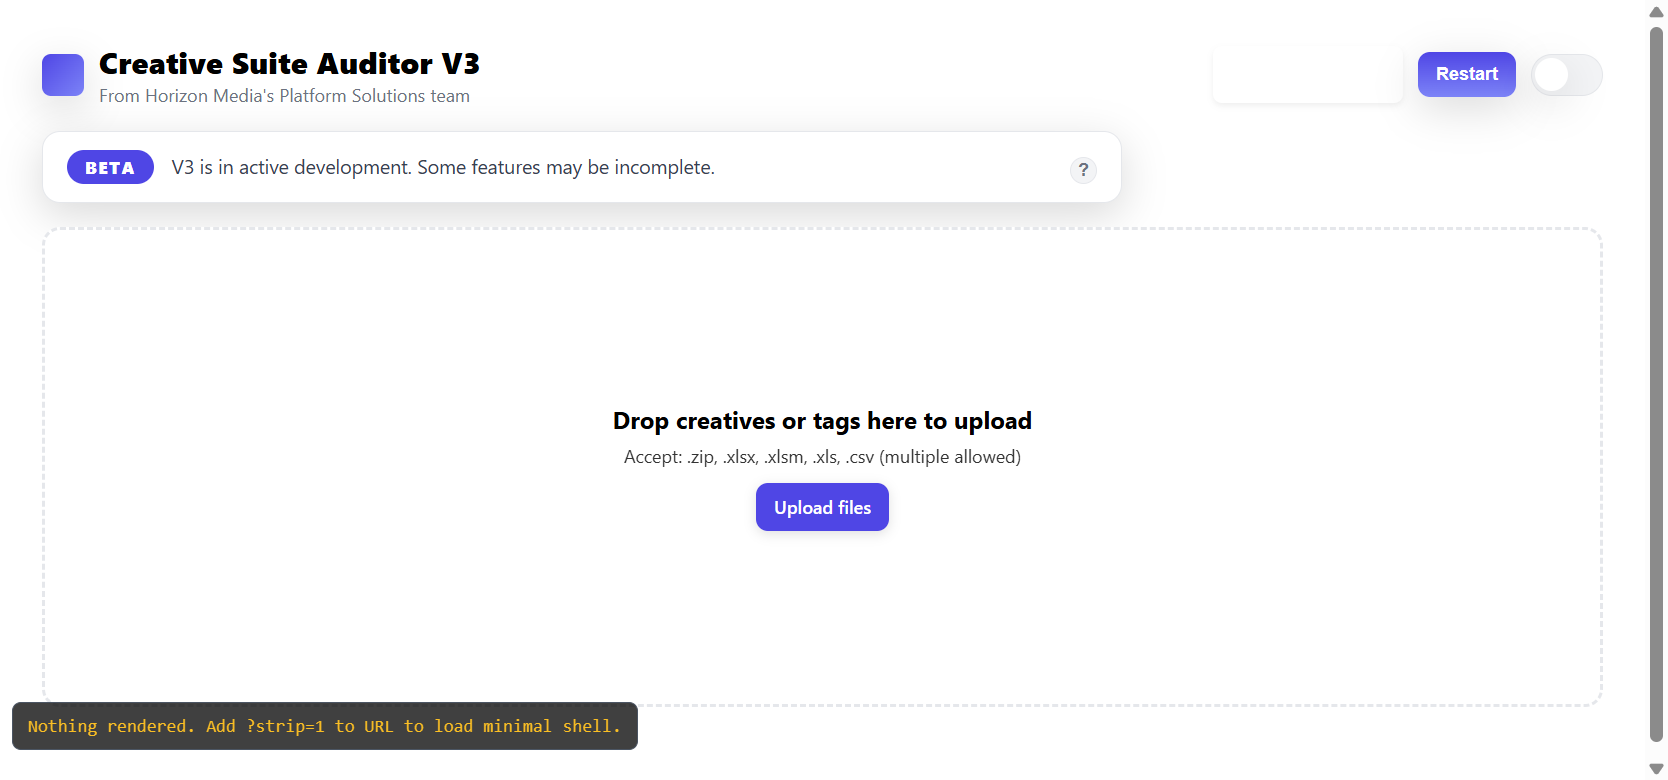 Creative Suite Auditor V3
From Horizon Media's Platform Solutions team
Restart
BETA V3 is in active development. Some features may be incomplete.
?
Drop creatives or tags here to upload
Accept: .zip, .xlsx, .xlsm, .xls, .csv (multiple allowed)
Upload files
Nothing rendered. Add ?strip=1 to URL to load minimal shell.